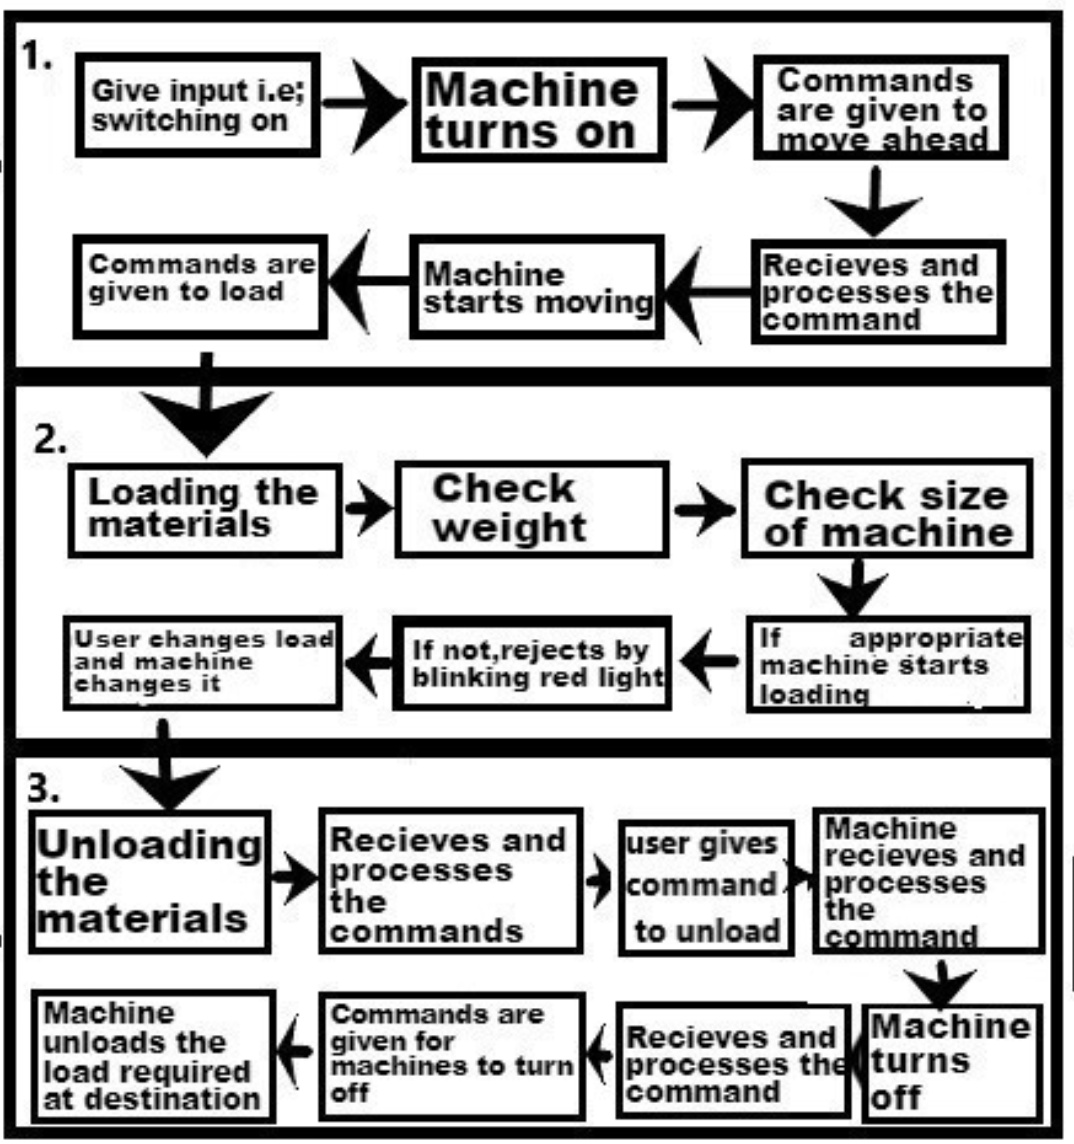 1.
Give input i.e;
switching on
Machine
turns on
Commands
are given to
move ahead
Recieves and
processes the
command
Machine
starts moving
Commands are
given to load
2.
Loading the
materials
Check
weight
Check size
of machine
If appropriate
machine starts
loading
If not,rejects by
blinking red light
User changes load
and machine
changes it
3.
Unloading
the
materials
Recieves and
processes
the
commands
user gives
command
to unload
Machine
recieves and
processes
the
command
Machine
turns
off
Recieves and
processes the
command
Commands are
given for
machines to turn
off
Machine
unloads the
load required
at destination